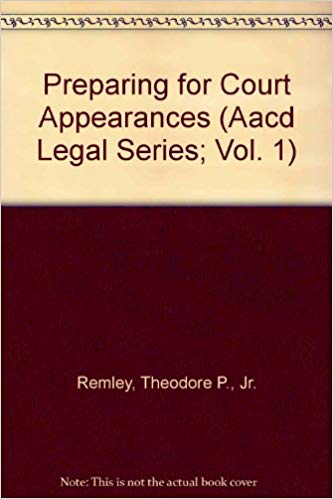 Preparing for Court
Appearances (Aacd
Legal Series; Vol. 1)
Remley, Theodore P., Jr.
Note: This is not the actual book cover